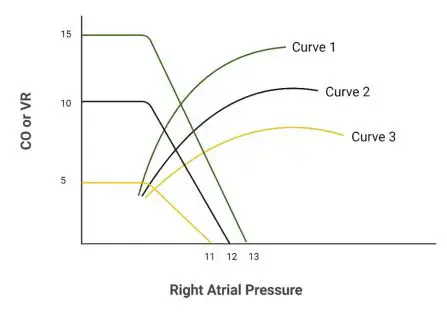 15
Curve 1
10
Curve 2
CO or VR
Curve 3
5
11 12 13
Right Atrial Pressure